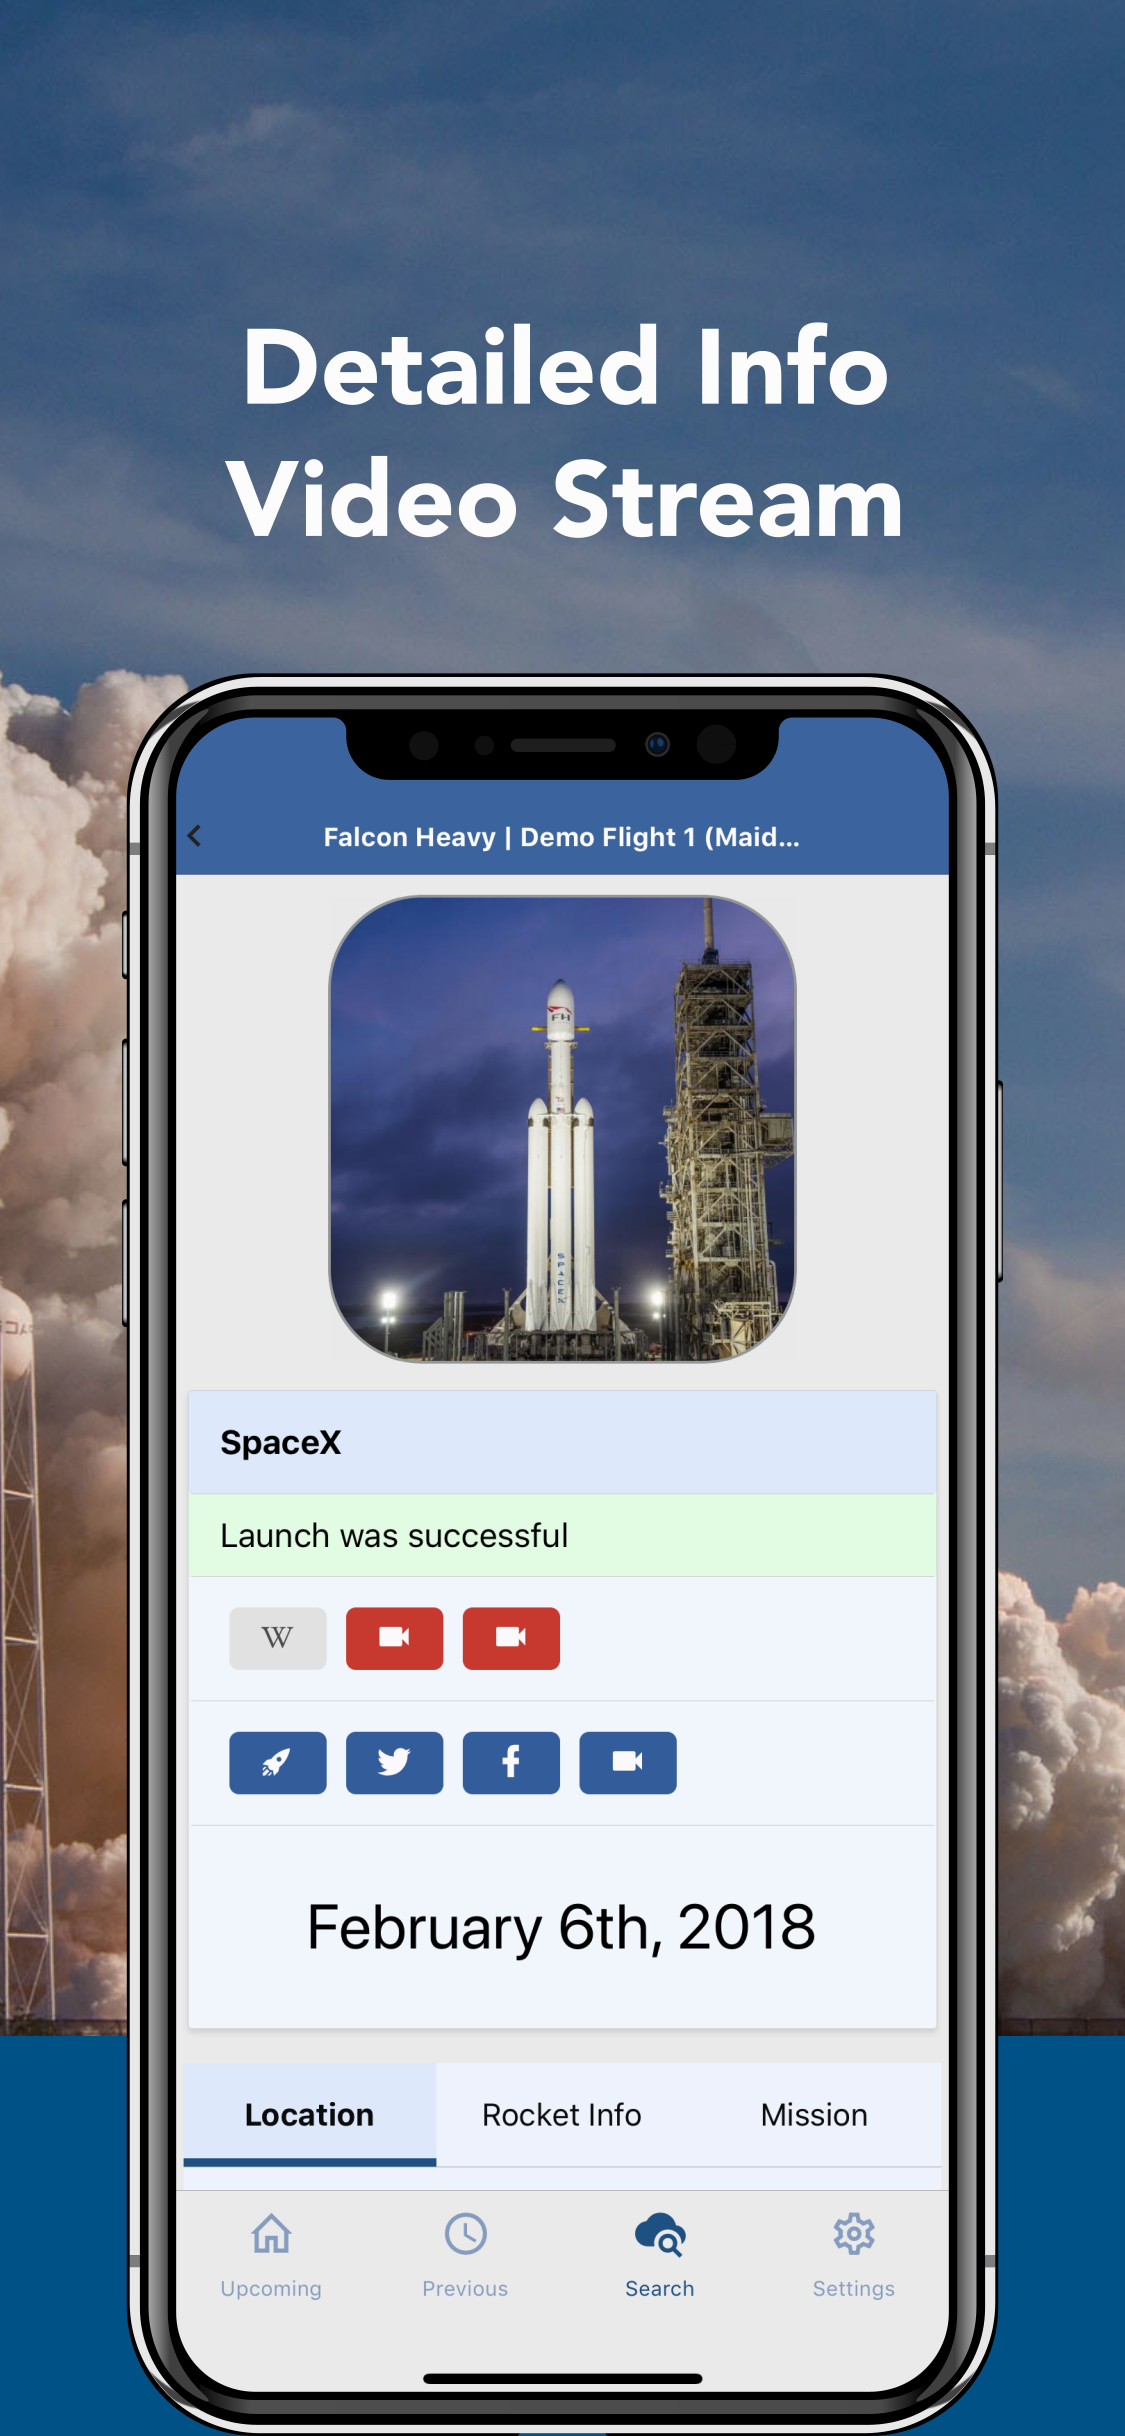 Detailed Info
Video Stream
Falcon Heavy | Demo Flight 1 (Maid...
FH
SPACEX
SpaceX
Launch was successful
W
February 6th, 2018
Location Rocket Info Mission
Upcoming Previous Search Settings